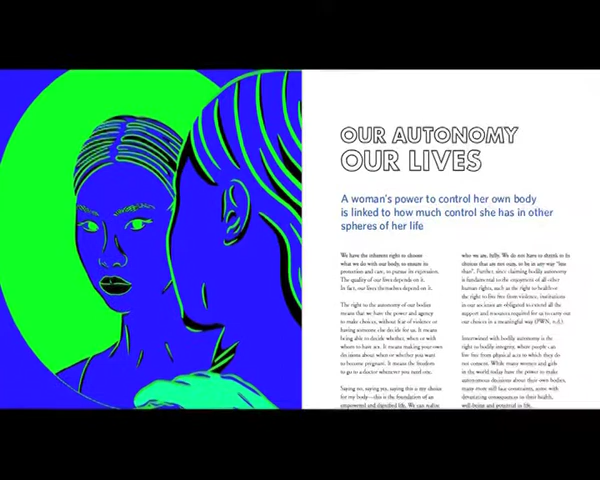 OUR AUTONOMY
OUR LIVES
A woman's power to control her own body
is linked to how much control she has in other
spheres of her life
We have the inherent right to choose
what we do with our body, to ensure its
protection and care, to pursue its expression.
The quality of our lives depends on it.
In fact, our lives themselves depend on it.
The right to the autonomy of our bodies
means that we have the power and agency
to make choices, without fear of violence or
having someone else decide for us. It means
being able to decide whether, when or with
whom to have sex. It means making your own
decisions about when or whether you want
to become pregnant. It means the freedom
to go to a doctor whenever you need one.
Saying no, saying yes, saying this is my choice
for my body—this is the foundation of an
empowered and dignified life. We can realize
who we are, fully. We do not have to shrink to fit
choices that are not ours, to be in any way "less
than". Further, since claiming bodily autonomy
is fundamental to the enjoyment of all other
human rights, such as the right to health or
the right to live free from violence, institutions
in our societies are obligated to extend all the
support and resources required for us to carry out
our choices in a meaningful way (PWN, n.d.).
Intertwined with bodily autonomy is the
right to bodily integrity, where people can
live free from physical acts to which they do
not consent. While many women and girls
in the world today have the power to make
autonomous decisions about their own bodies,
many more still face constraints, some with
devastating consequences to their health,
well-being and potential in life.